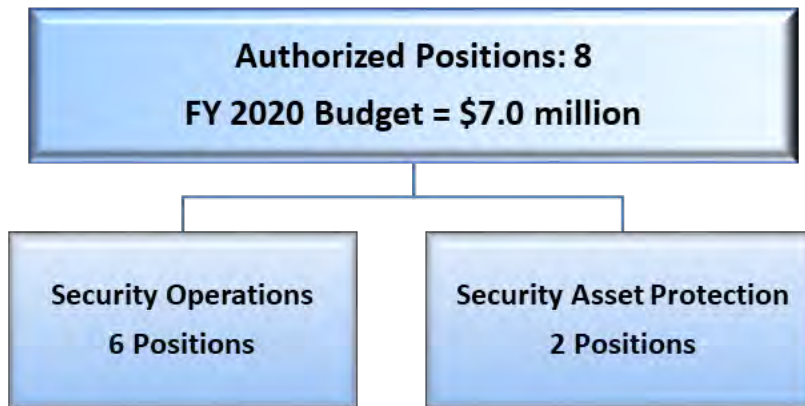 Authorized Positions: 8
FY 2020 Budget = $7.0 million
Security Operations
6 Positions
Security Asset Protection
2 Positions